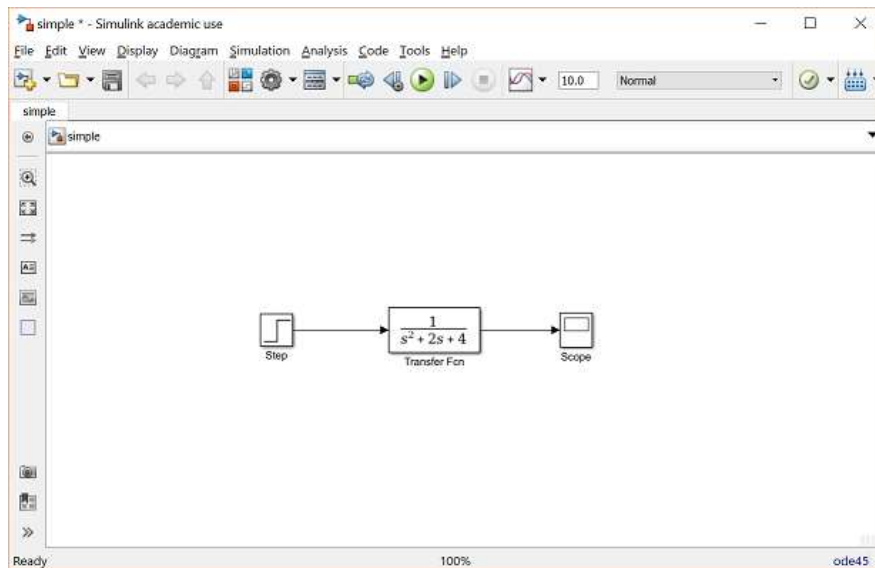 simple * - Simulink academic use
File Edit View Display Diagram Simulation Analysis Code Tools Help
10.0 Normal
simple
simple
1
s² + 2s + 4
Step
Transfer Fcn
Scope
Ready 100% ode45